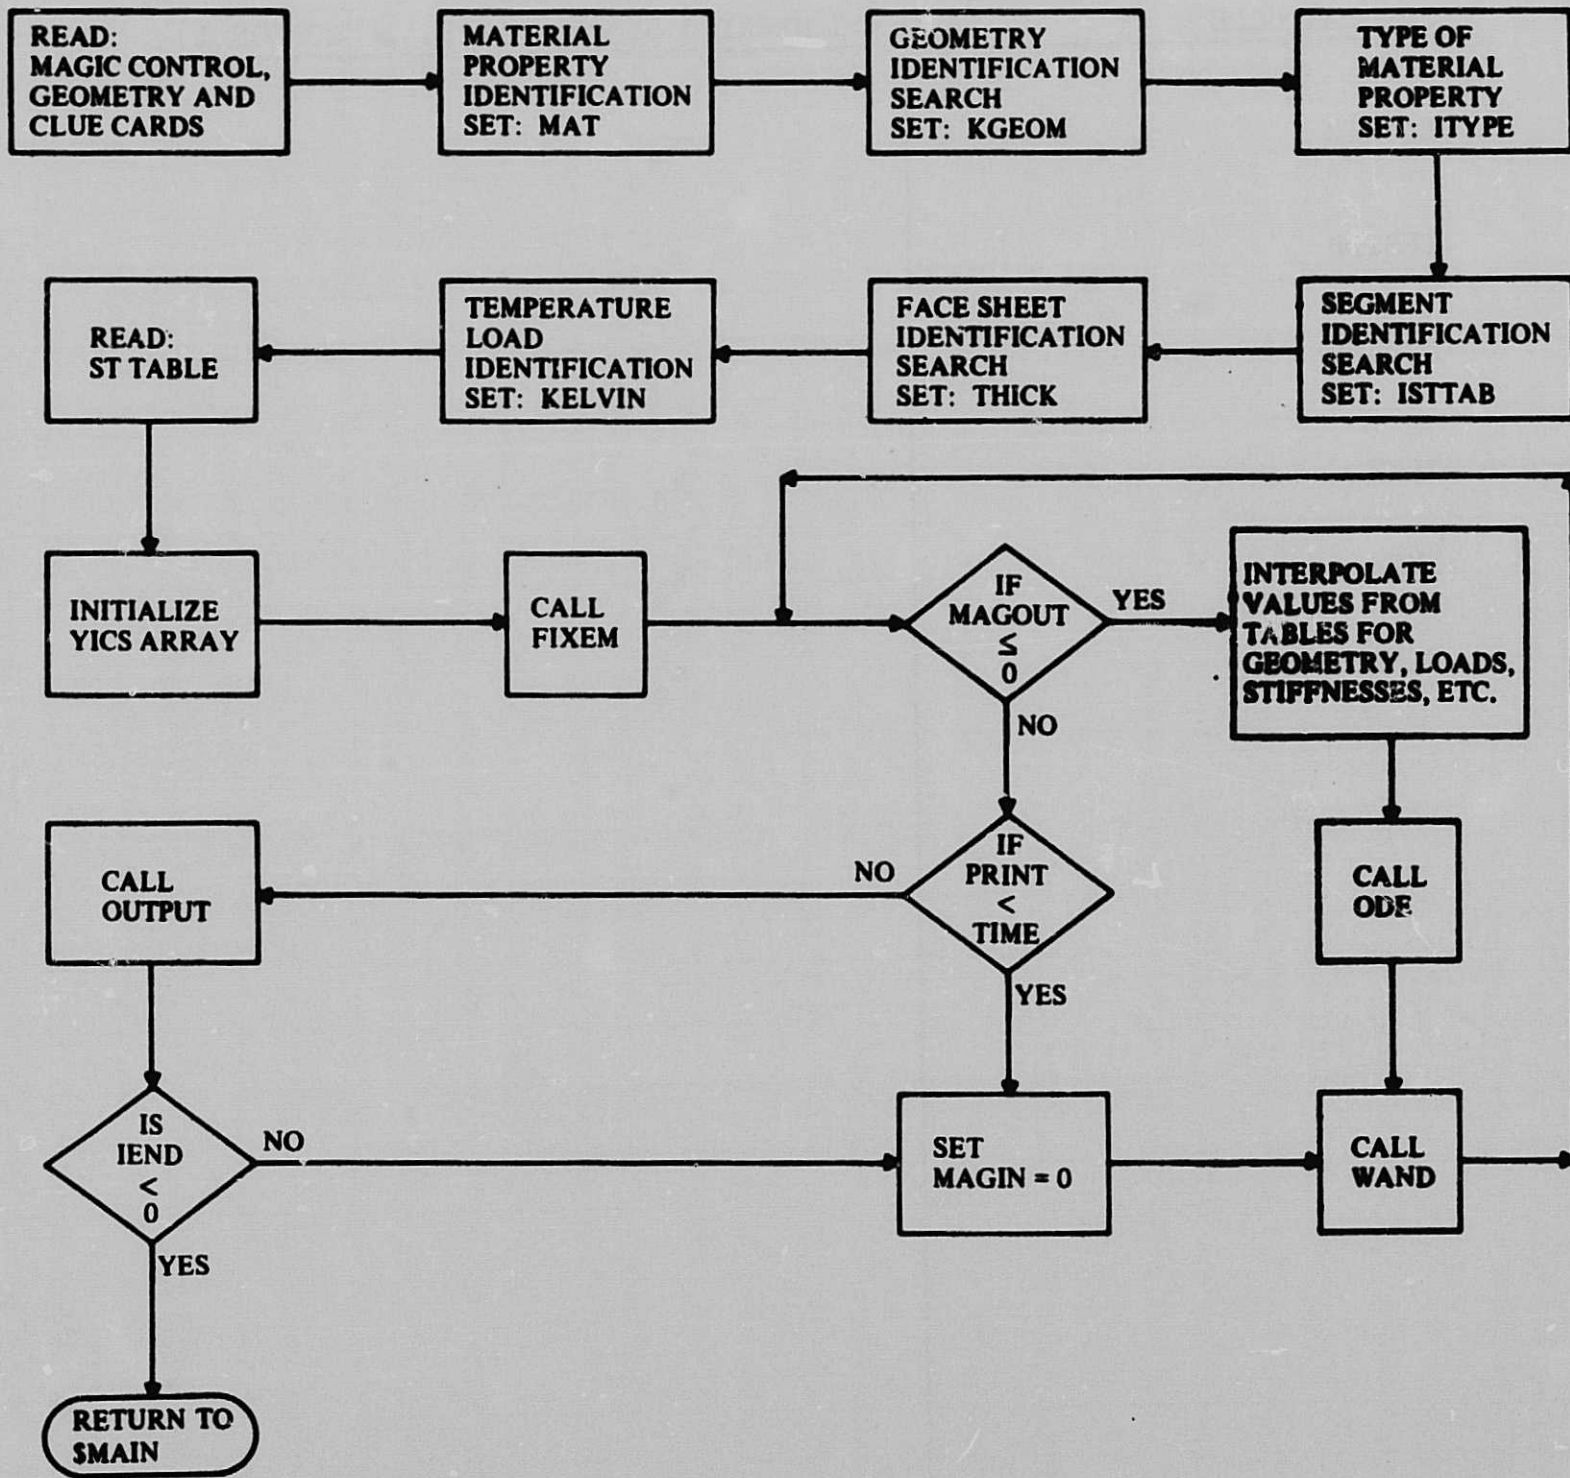 READ:
MAGIC CONTROL,
GEOMETRY AND
CLUE CARDS
MATERIAL
PROPERTY
IDENTIFICATION
SET: MAT
GEOMETRY
IDENTIFICATION
SEARCH
SET: KGEOM
TYPE OF
MATERIAL
PROPERTY
SET: ITYPE
SEGMENT
IDENTIFICATION
SEARCH
SET: ISTTAB
FACE SHEET
IDENTIFICATION
SEARCH
SET: THICK
TEMPERATURE
LOAD
IDENTIFICATION
SET: KELVIN
READ:
ST TABLE
INITIALIZE
YICS ARRAY
CALL
FIXEM
IF
MAGOUT
≤
0
YES
INTERPOLATE
VALUES FROM
TABLES FOR
GEOMETRY, LOADS,
STIFFNESSES, ETC.
NO
IF
PRINT
<
TIME
NO
CALL
OUTPUT
CALL
ODE
YES
IS
IEND
<
0
NO
SET
MAGIN = 0
CALL
WAND
YES
RETURN TO
$MAIN